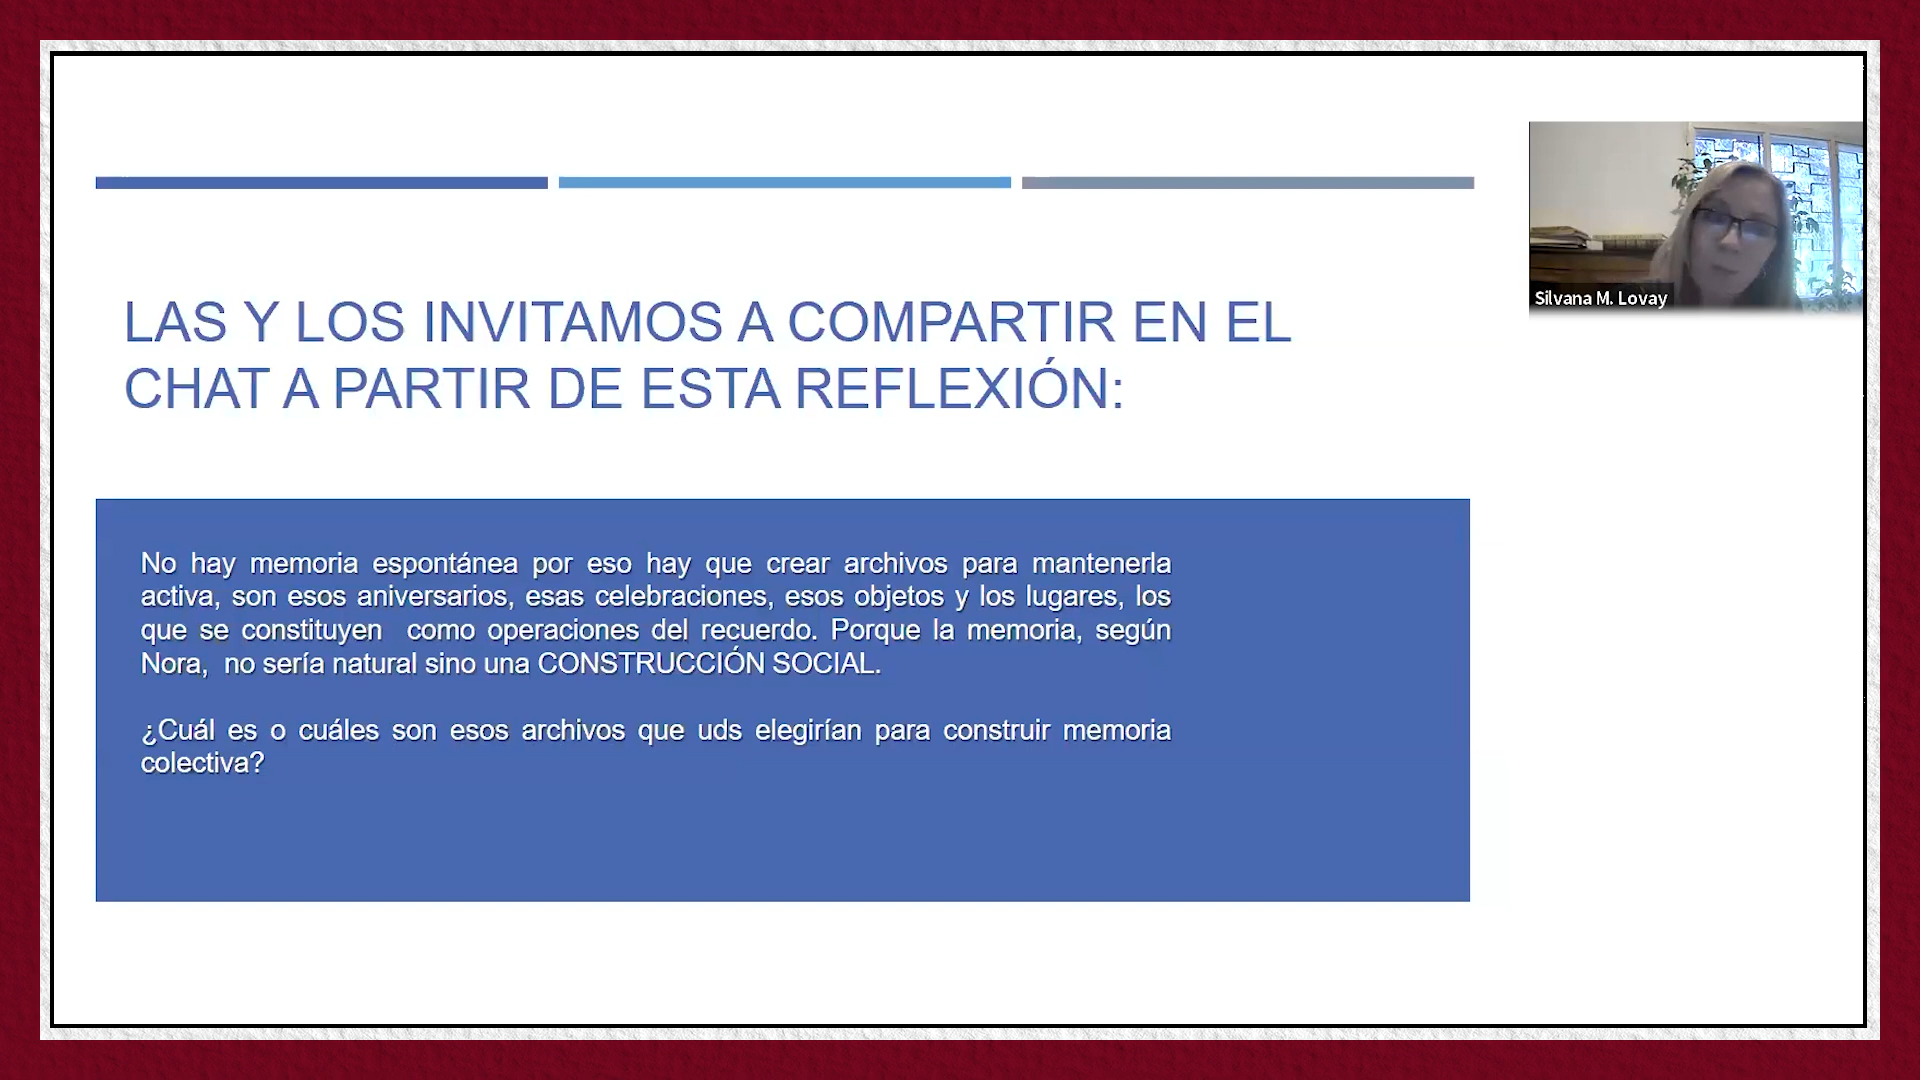 LAS Y LOS INVITAMOS A COMPARTIR EN EL
CHAT A PARTIR DE ESTA REFLEXIÓN:
Silvana M. Lovay
No hay memoria espontánea por eso hay que crear archivos para mantenerla
activa, son esos aniversarios, esas celebraciones, esos objetos y los lugares, los
que se constituyen como operaciones del recuerdo. Porque la memoria, según
Nora, no sería natural sino una CONSTRUCCIÓN SOCIAL.
¿Cuál es o cuáles son esos archivos que uds elegirían para construir memoria
colectiva?